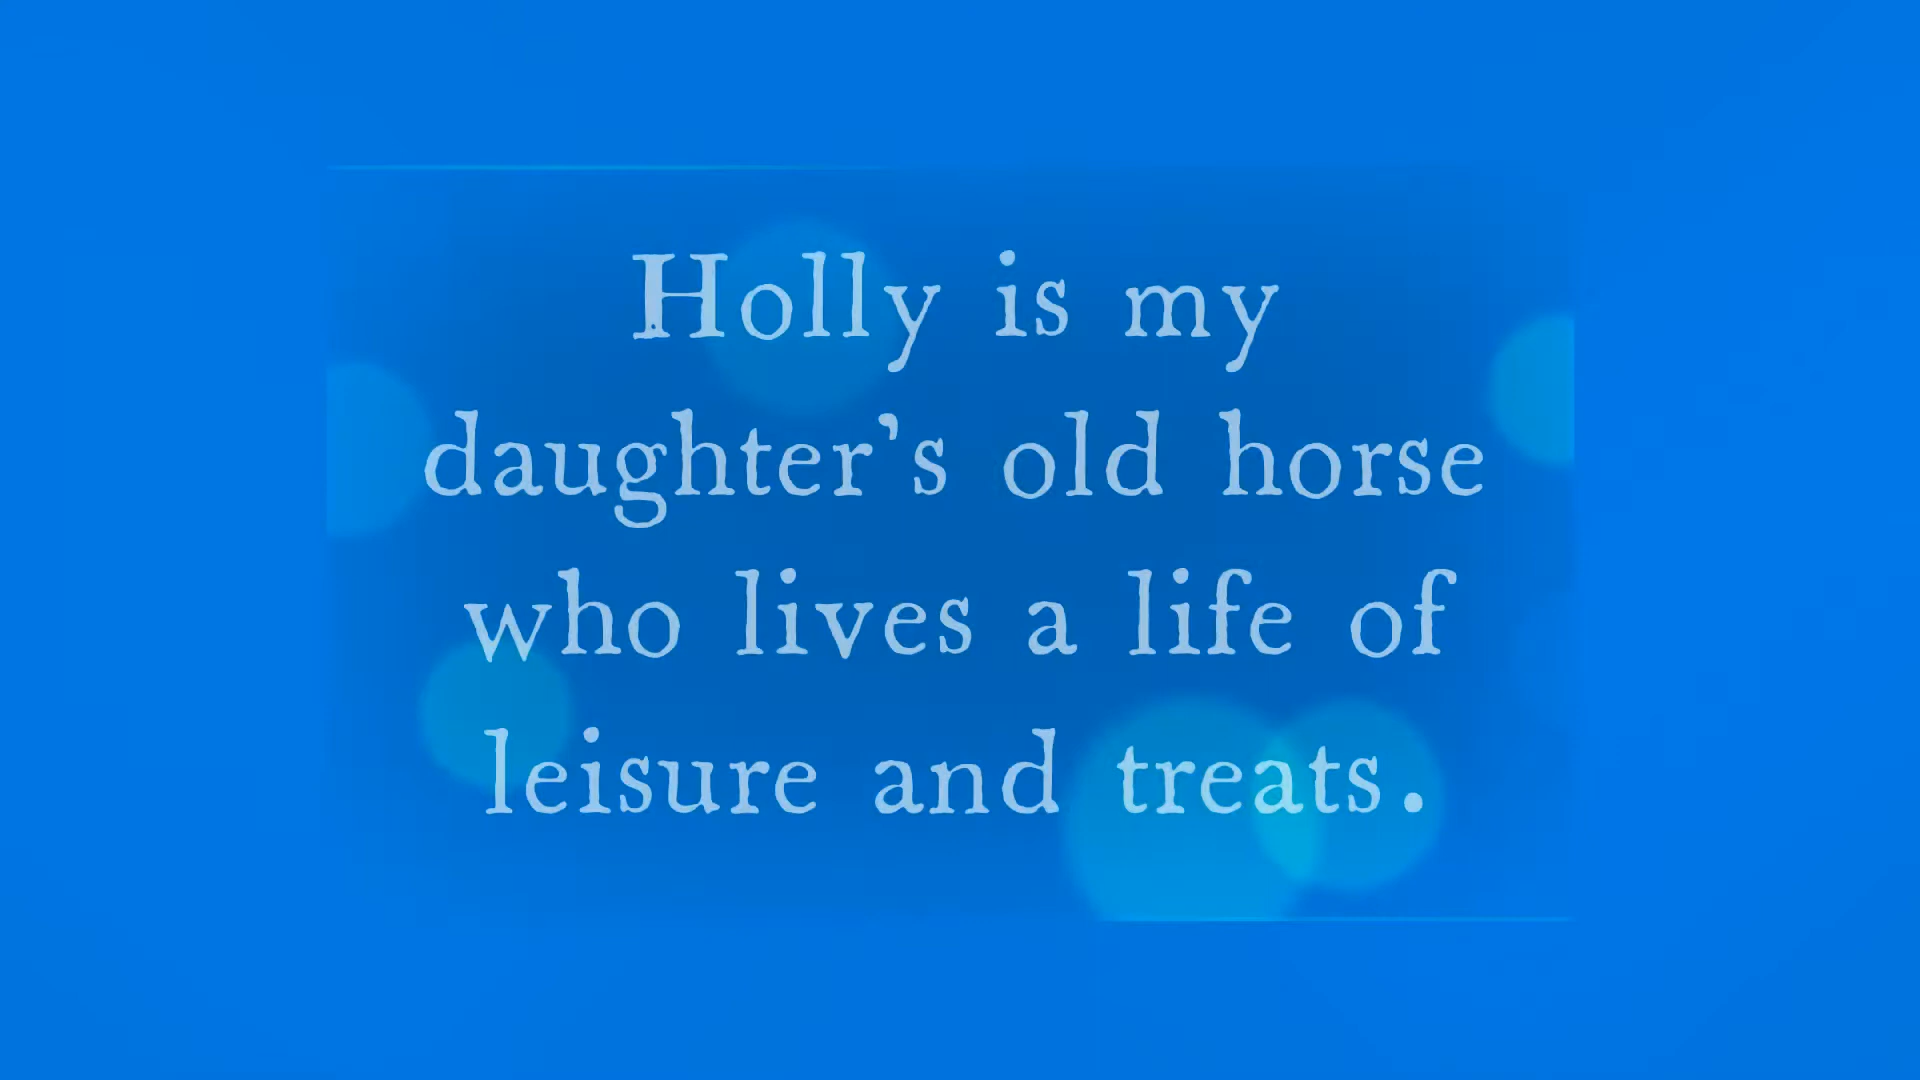 Holly is my
daughter’s old horse
who lives a life of
leisure and treats.